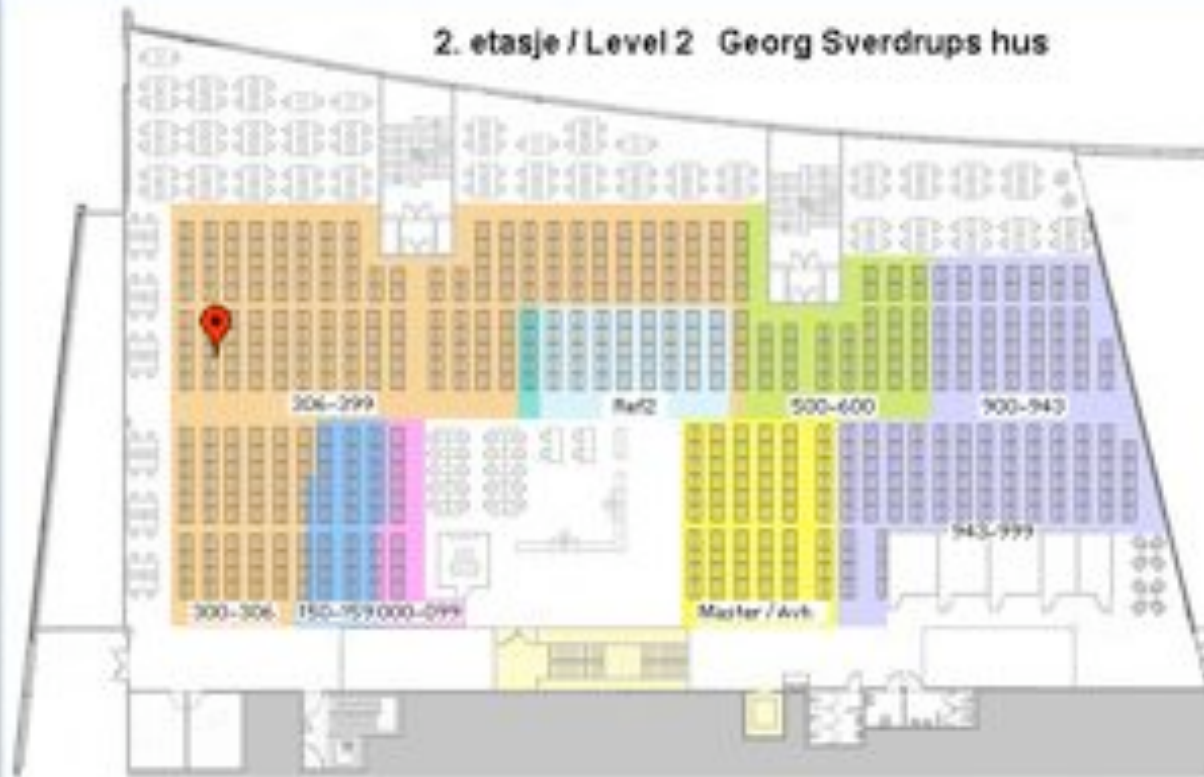 2. etasje / Level 2 Georg Sverdrups hus
306-399
Ref2
500-600
900-943
943-999
300-306
150-159
000-099
Master / Avh